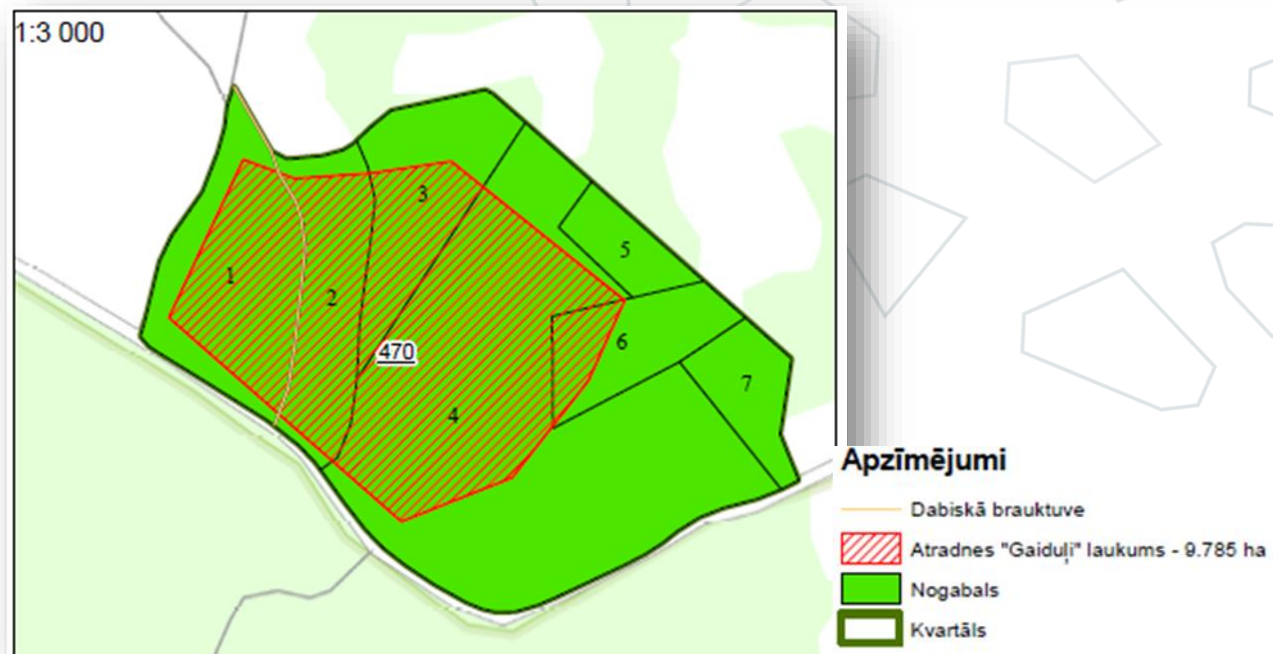 1:3 000
3
5
1
2
6
470
7
4
Apzīmējumi
Dabiskā brauktuve
Atradnes "Gaiduļi" laukums - 9.785 ha
Nogabals
Kvartāls